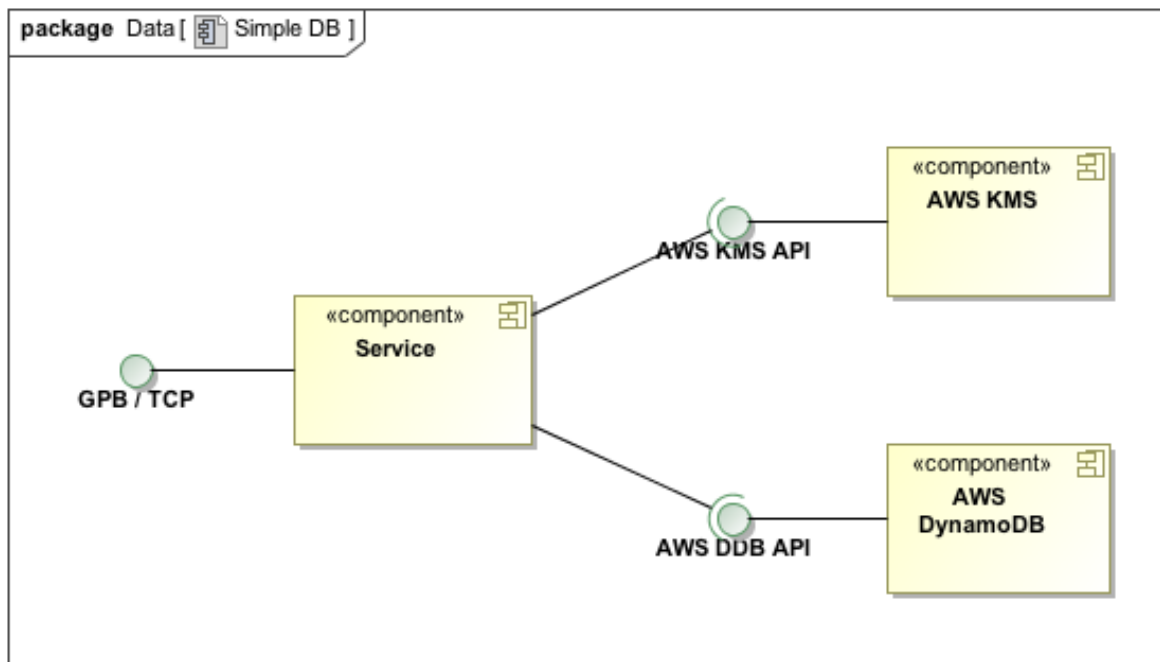 package Data [ Simple DB ]
«component»
AWS KMS
AWS KMS API
«component»
Service
GPB / TCP
«component»
AWS
DynamoDB
AWS DDB API